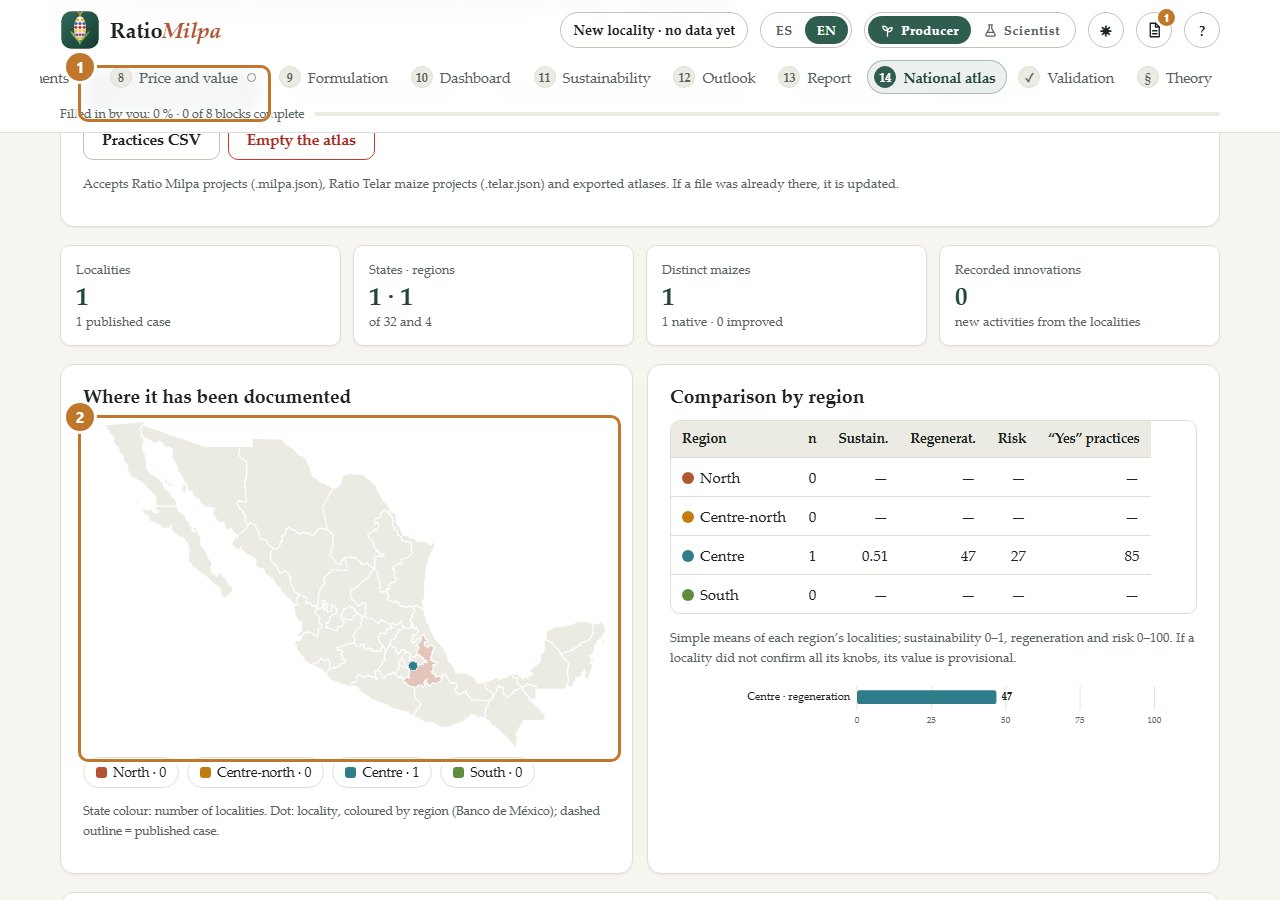 RatioMilpa
New locality · no data yet
ES
EN
Producer
Scientist
1
?
1
8 Price and value
9 Formulation
10 Dashboard
11 Sustainability
12 Outlook
13 Report
14 National atlas
✓ Validation
§ Theory
Filled in by you: 0 % · 0 of 8 blocks complete
Practices CSV
Empty the atlas
Accepts Ratio Milpa projects (.milpa.json), Ratio Telar maize projects (.telar.json) and exported atlases. If a file was already there, it is updated.
Localities
1
1 published case
States · regions
1 · 1
of 32 and 4
Distinct maizes
1
1 native · 0 improved
Recorded innovations
0
new activities from the localities
Where it has been documented
2
North · 0
Centre-north · 0
Centre · 1
South · 0
State colour: number of localities. Dot: locality, coloured by region (Banco de México); dashed
outline = published case.
Comparison by region
Region n Sustain. Regenerat. Risk “Yes” practices
North 0 — — — —
Centre-north 0 — — — —
Centre 1 0.51 47 27 85
South 0 — — — —
Simple means of each region’s localities; sustainability 0–1, regeneration and risk 0–100. If a
locality did not confirm all its knobs, its value is provisional.
Centre · regeneration 47
0 25 50 75 100